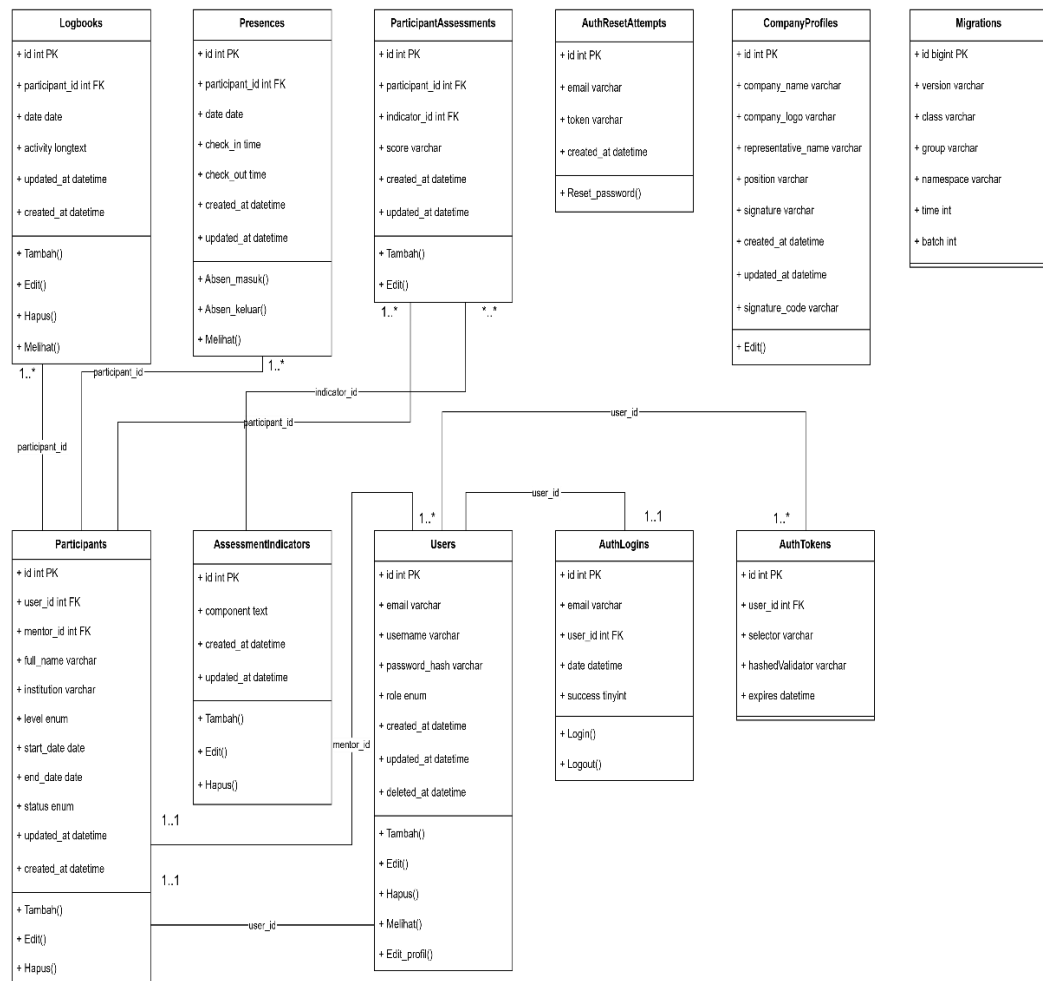 Logbooks
+ id int PK
+ participant_id int FK
+ date date
+ activity longtext
+ updated_at datetime
+ created_at datetime
+ Tambah()
+ Edit()
+ Hapus()
+ Melihat()
1..*
participant_id
Presences
+ id int PK
+ participant_id int FK
+ date date
+ check_in time
+ check_out time
+ created_at datetime
+ updated_at datetime
+ Absen_masuk()
+ Absen_keluar()
+ Melihat()
1..*
participant_id
ParticipantAssessments
+ id int PK
+ participant_id int FK
+ indicator_id int FK
+ score varchar
+ created_at datetime
+ updated_at datetime
+ Tambah()
+ Edit()
1..*
*..*
indicator_id
participant_id
AuthResetAttempts
+ id int PK
+ email varchar
+ token varchar
+ created_at datetime
+ Reset_password()
CompanyProfiles
+ id int PK
+ company_name varchar
+ company_logo varchar
+ representative_name varchar
+ position varchar
+ signature varchar
+ created_at datetime
+ updated_at datetime
+ signature_code varchar
+ Edit()
Migrations
+ id bigint PK
+ version varchar
+ class varchar
+ group varchar
+ namespace varchar
+ time int
+ batch int
user_id
user_id
1..*
1..1
1..*
Participants
+ id int PK
+ user_id int FK
+ mentor_id int FK
+ full_name varchar
+ institution varchar
+ level enum
+ start_date date
+ end_date date
+ status enum
+ updated_at datetime
+ created_at datetime
+ Tambah()
+ Edit()
+ Hapus()
AssessmentIndicators
+ id int PK
+ component text
+ created_at datetime
+ updated_at datetime
+ Tambah()
+ Edit()
+ Hapus()
mentor_id
1..1
1..1
user_id
Users
+ id int PK
+ email varchar
+ username varchar
+ password_hash varchar
+ role enum
+ created_at datetime
+ updated_at datetime
+ deleted_at datetime
+ Tambah()
+ Edit()
+ Hapus()
+ Melihat()
+ Edit_profil()
AuthLogins
+ id int PK
+ email varchar
+ user_id int FK
+ date datetime
+ success tinyint
+ Login()
+ Logout()
AuthTokens
+ id int PK
+ user_id int FK
+ selector varchar
+ hashedValidator varchar
+ expires datetime